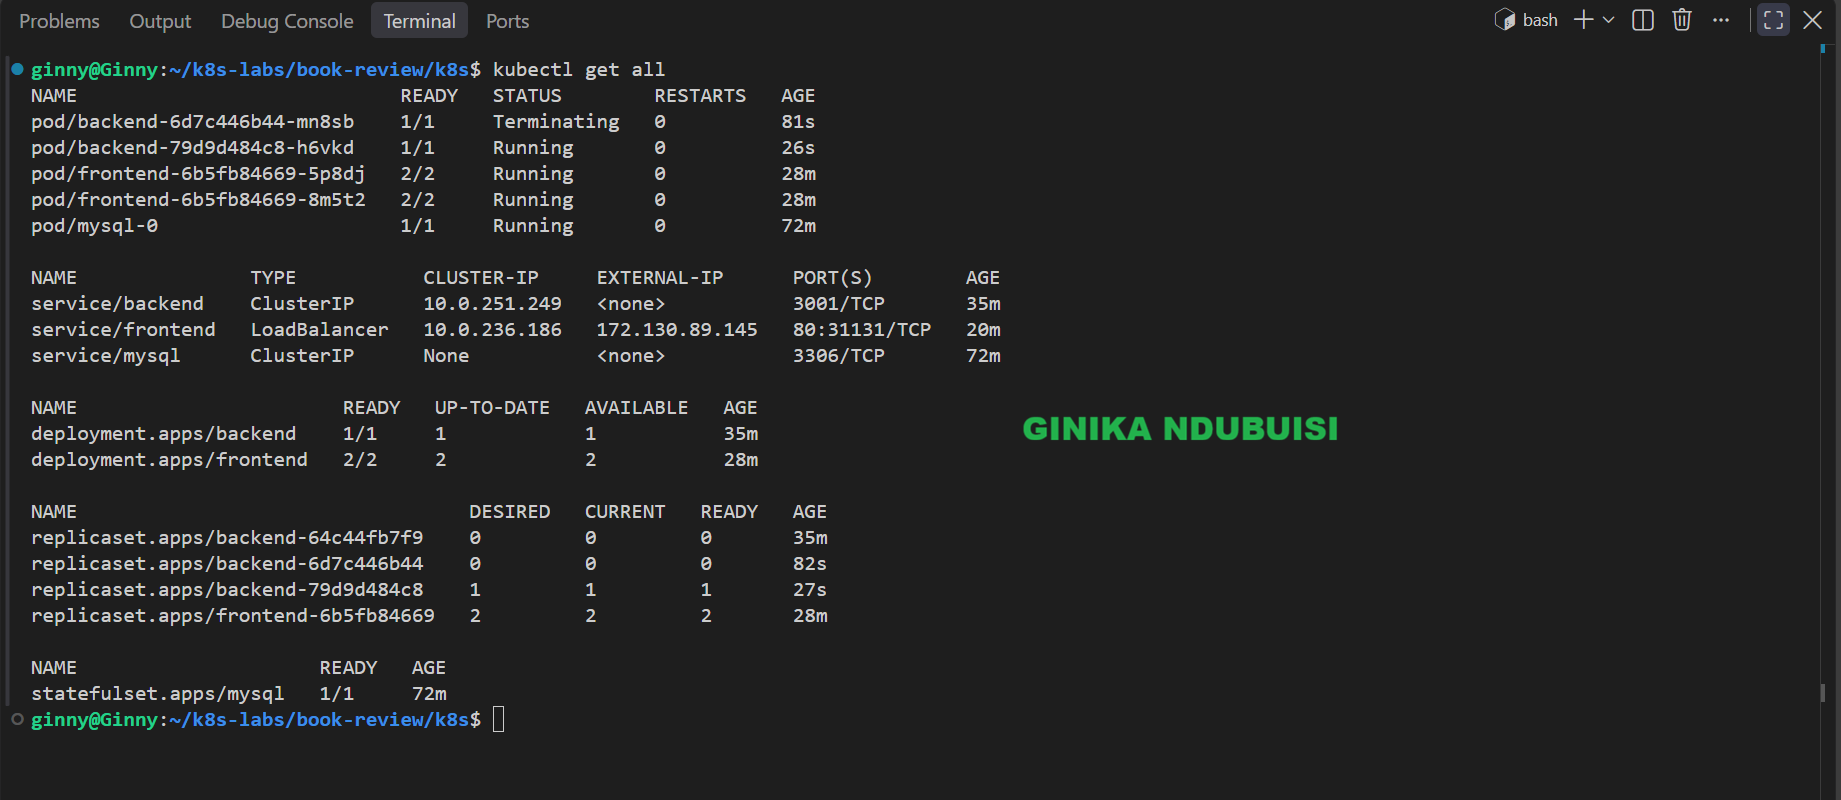 Problems Output Debug Console Terminal Ports bash
ginny@Ginny:~/k8s-labs/book-review/k8s$ kubectl get all
NAME READY STATUS RESTARTS AGE
pod/backend-6d7c446b44-mn8sb 1/1 Terminating 0 81s
pod/backend-79d9d484c8-h6vkd 1/1 Running 0 26s
pod/frontend-6b5fb84669-5p8dj 2/2 Running 0 28m
pod/frontend-6b5fb84669-8m5t2 2/2 Running 0 28m
pod/mysql-0 1/1 Running 0 72m
NAME TYPE CLUSTER-IP EXTERNAL-IP PORT(S) AGE
service/backend ClusterIP 10.0.251.249 <none> 3001/TCP 35m
service/frontend LoadBalancer 10.0.236.186 172.130.89.145 80:31131/TCP 20m
service/mysql ClusterIP None <none> 3306/TCP 72m
NAME READY UP-TO-DATE AVAILABLE AGE
deployment.apps/backend 1/1 1 1 35m
deployment.apps/frontend 2/2 2 2 28m
GINIKA NDUBUISI
NAME DESIRED CURRENT READY AGE
replicaset.apps/backend-64c44fb7f9 0 0 0 35m
replicaset.apps/backend-6d7c446b44 0 0 0 82s
replicaset.apps/backend-79d9d484c8 1 1 1 27s
replicaset.apps/frontend-6b5fb84669 2 2 2 28m
NAME READY AGE
statefulset.apps/mysql 1/1 72m
ginny@Ginny:~/k8s-labs/book-review/k8s$